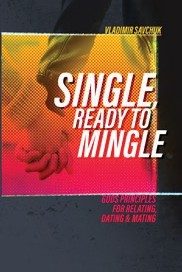 VLADIMIR SAVCHUK
SINGLE,
READY TO
MINGLE
GODS PRINCIPLES
FOR RELATING,
DATING & MATING